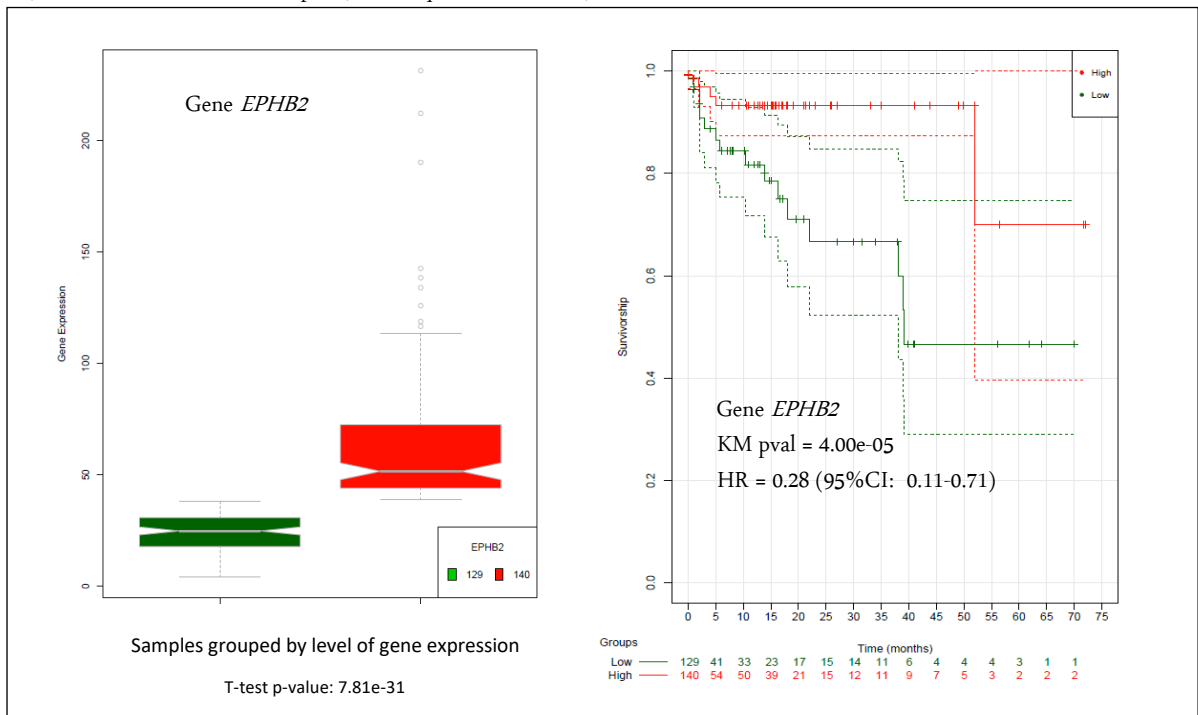 Gene EPHB2
Gene Expression
0
50
100
150
200
EPHB2
129 140
Samples grouped by level of gene expression
T-test p-value: 7.81e-31
High
Low
Survivorship
1.0
0.8
0.6
0.4
0.2
0.0
Gene EPHB2
KM pval = 4.00e-05
HR = 0.28 (95%CI: 0.11-0.71)
0 5 10 15 20 25 30 35 40 45 50 55 60 65 70 75
Time (months)
Groups
Low 129 41 33 23 17 15 14 11 6 4 4 4 3 1 1
High 140 54 50 39 21 15 12 11 9 7 5 3 2 2 2